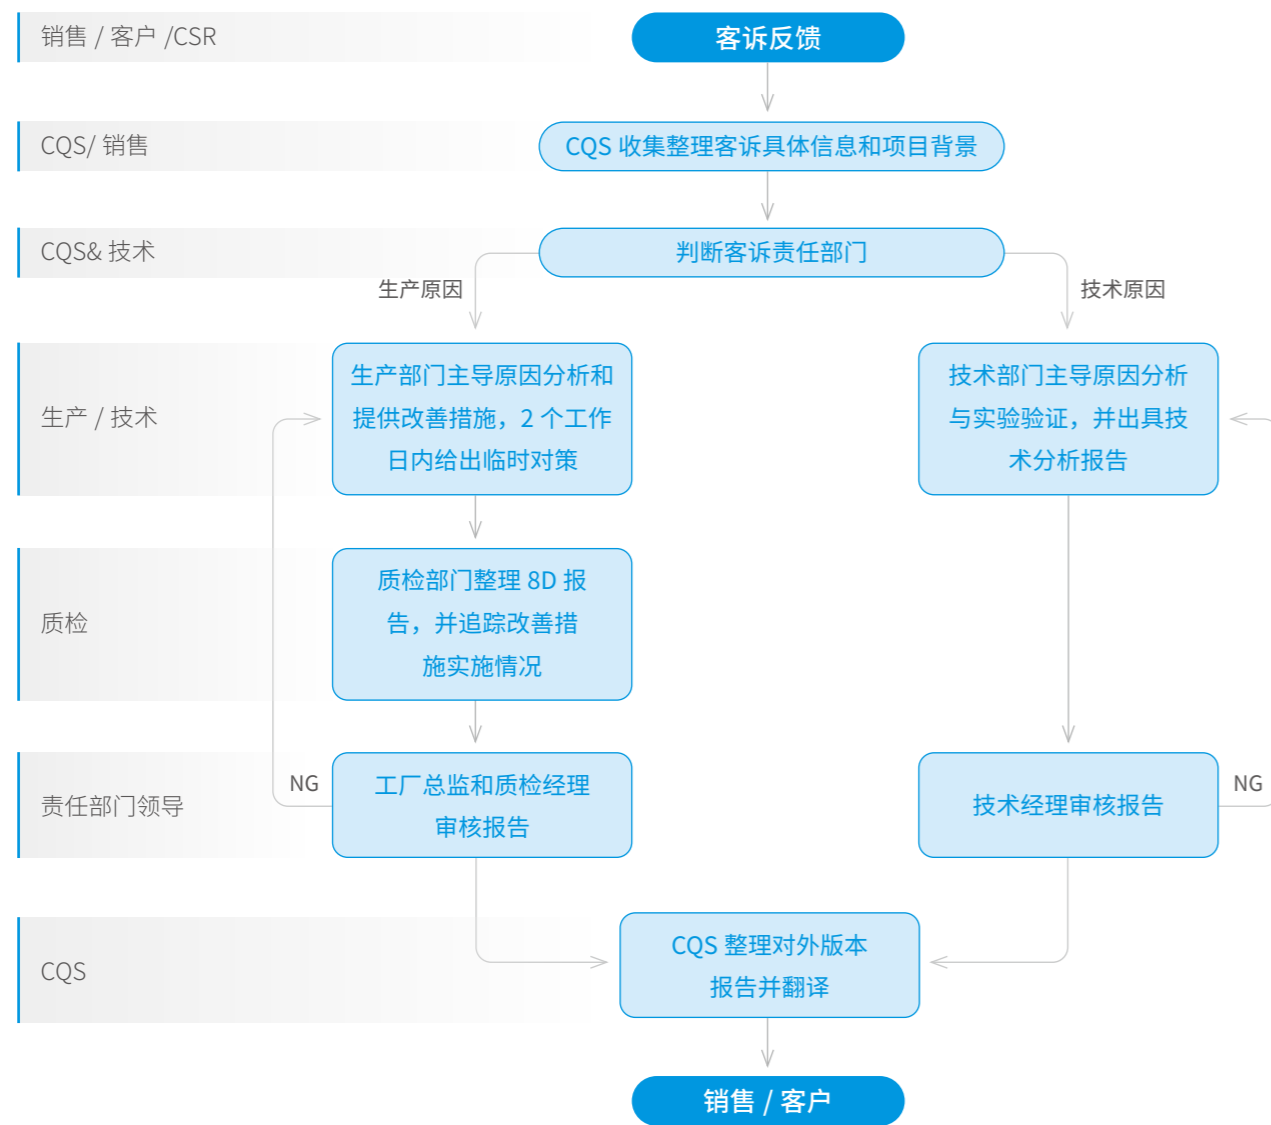 销售 / 客户 /CSR
客诉反馈
CQS/ 销售
CQS 收集整理客诉具体信息和项目背景
CQS& 技术
判断客诉责任部门
生产原因
技术原因
生产 / 技术
生产部门主导原因分析和
提供改善措施，2 个工作
日内给出临时对策
技术部门主导原因分析
与实验验证，并出具技
术分析报告
质检
质检部门整理 8D 报
告，并追踪改善措
施实施情况
责任部门领导
NG
工厂总监和质检经理
审核报告
技术经理审核报告
NG
CQS
CQS 整理对外版本
报告并翻译
销售 / 客户